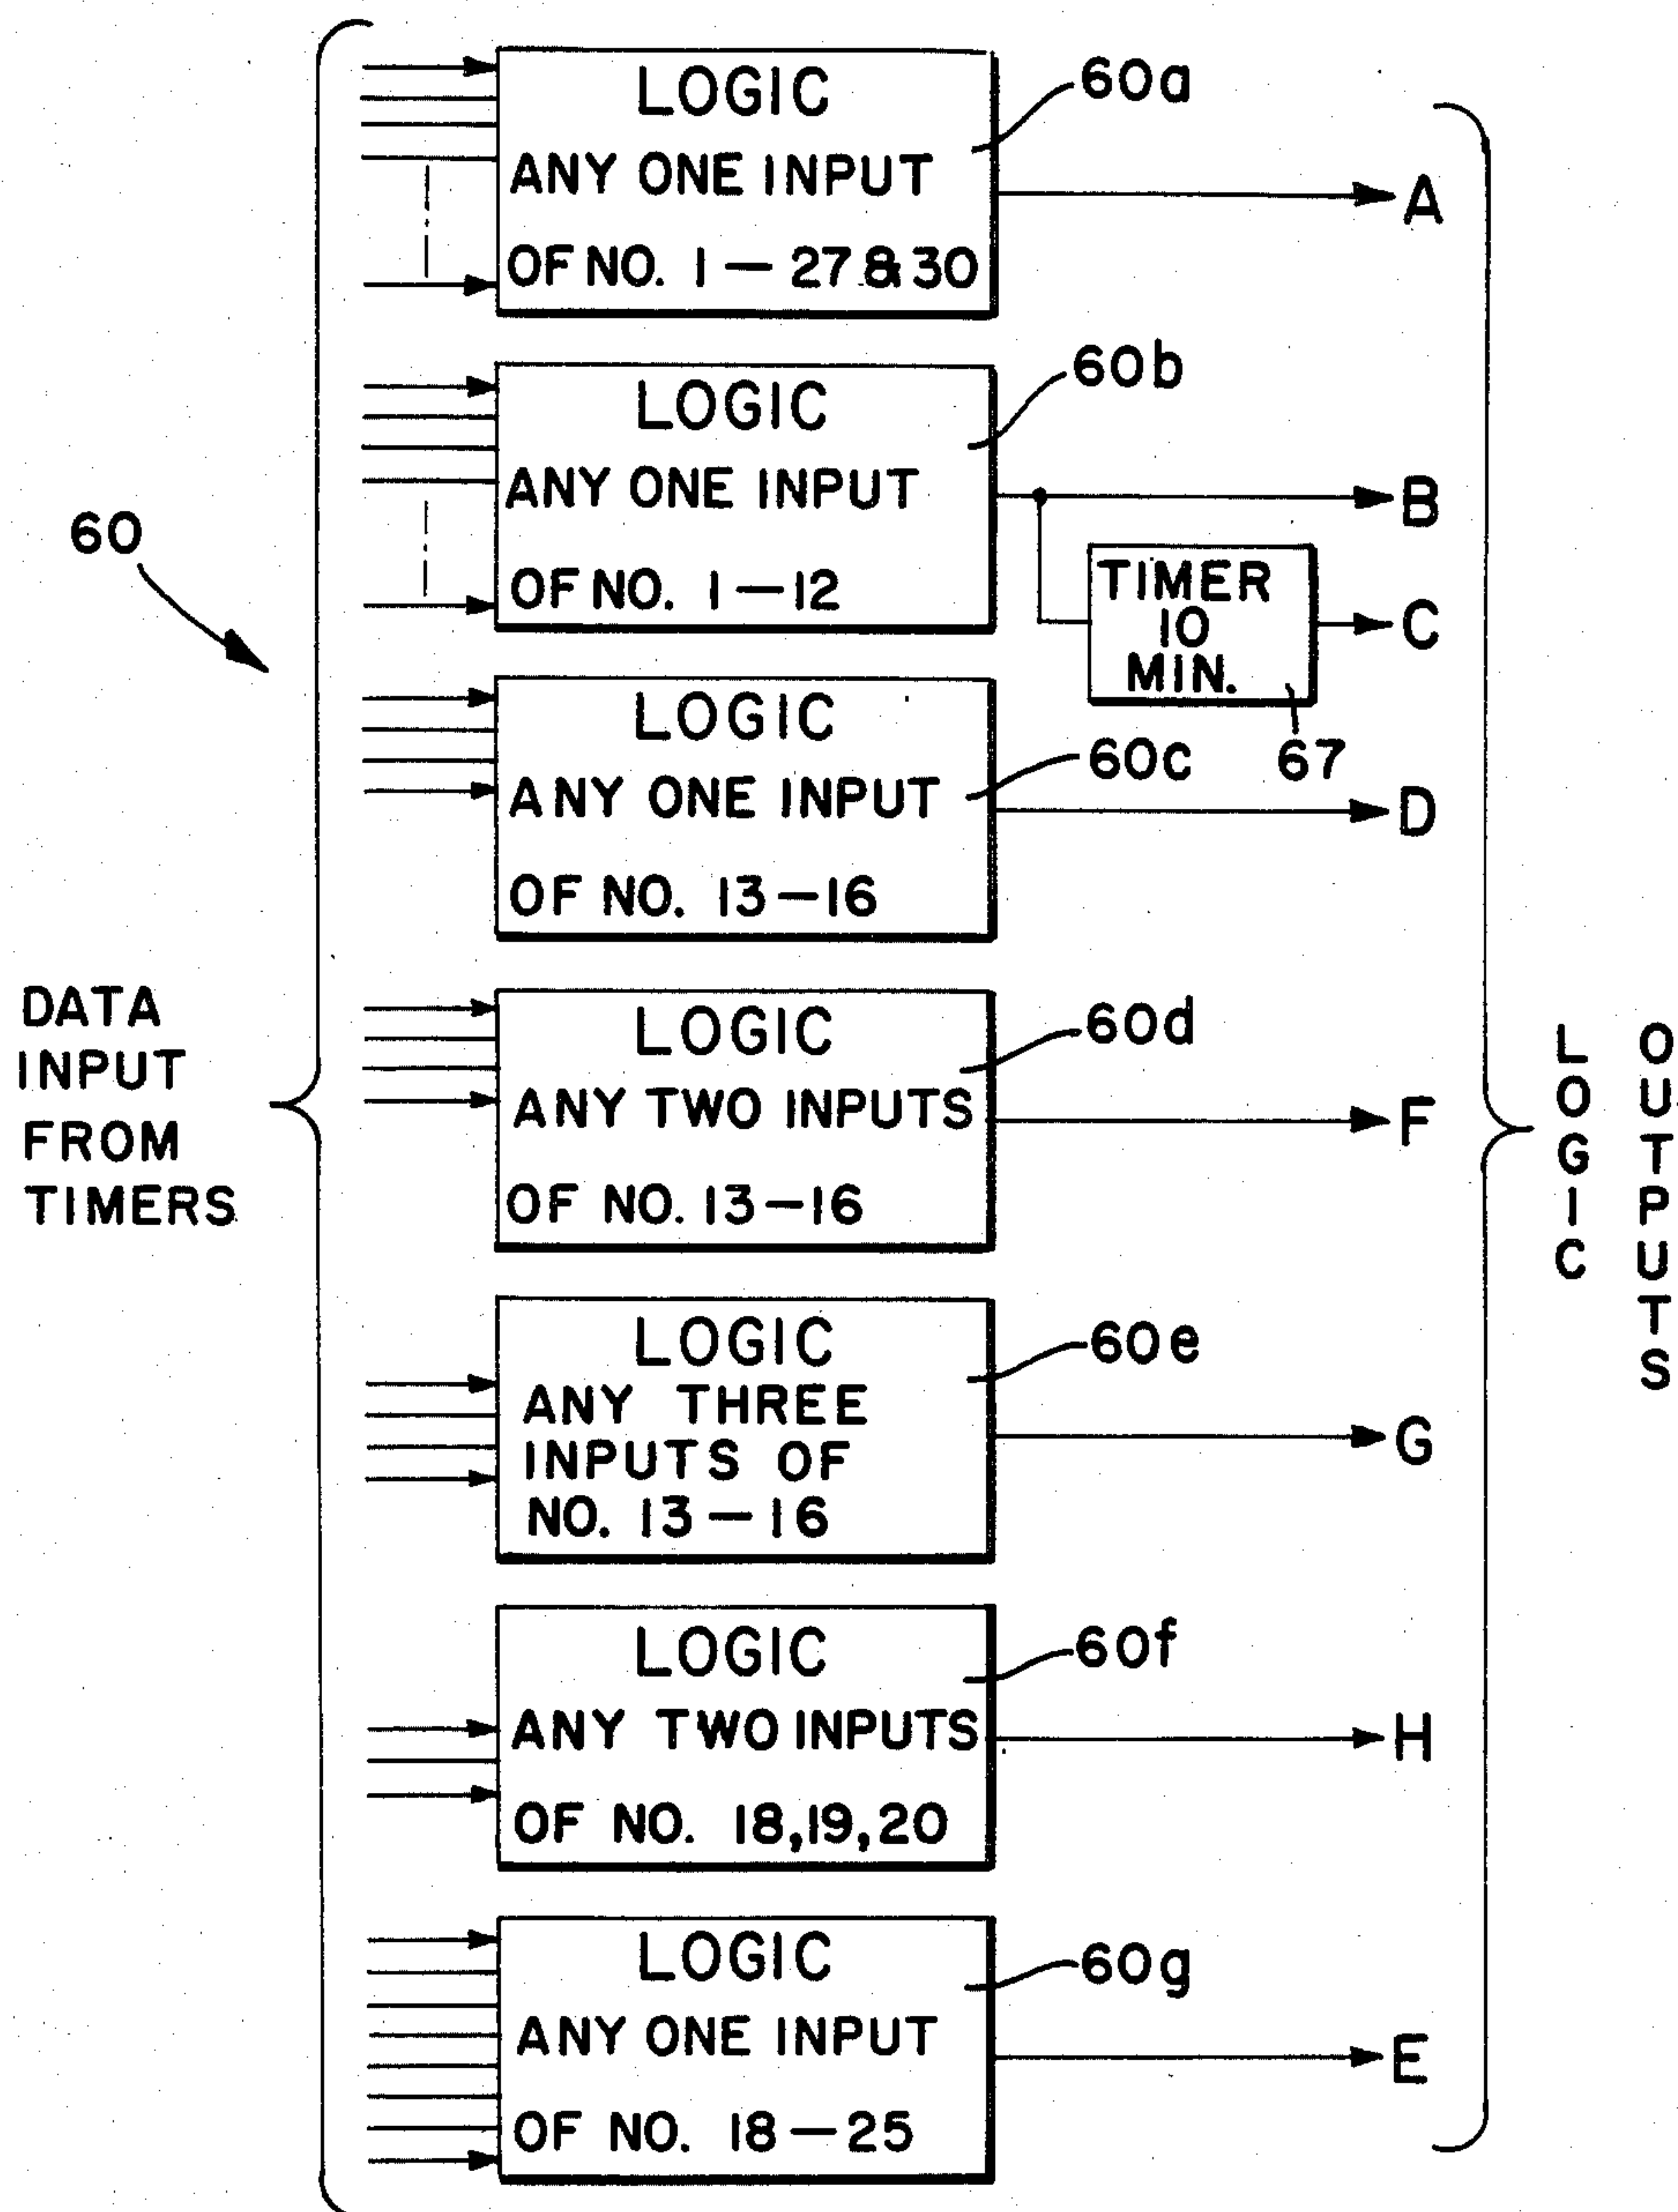 60
DATA
INPUT
FROM
TIMERS
LOGIC
ANY ONE INPUT
OF NO. 1 — 27 & 30
60a
A
LOGIC
ANY ONE INPUT
OF NO. 1 — 12
60b
B
TIMER
10
MIN.
67
C
LOGIC
ANY ONE INPUT
OF NO. 13 — 16
60c
D
LOGIC
ANY TWO INPUTS
OF NO. 13 — 16
60d
F
LOGIC
ANY THREE
INPUTS OF
NO. 13 — 16
60e
G
LOGIC
ANY TWO INPUTS
OF NO. 18,19,20
60f
H
LOGIC
ANY ONE INPUT
OF NO. 18 — 25
60g
E
LOGIC
OUTPUTS